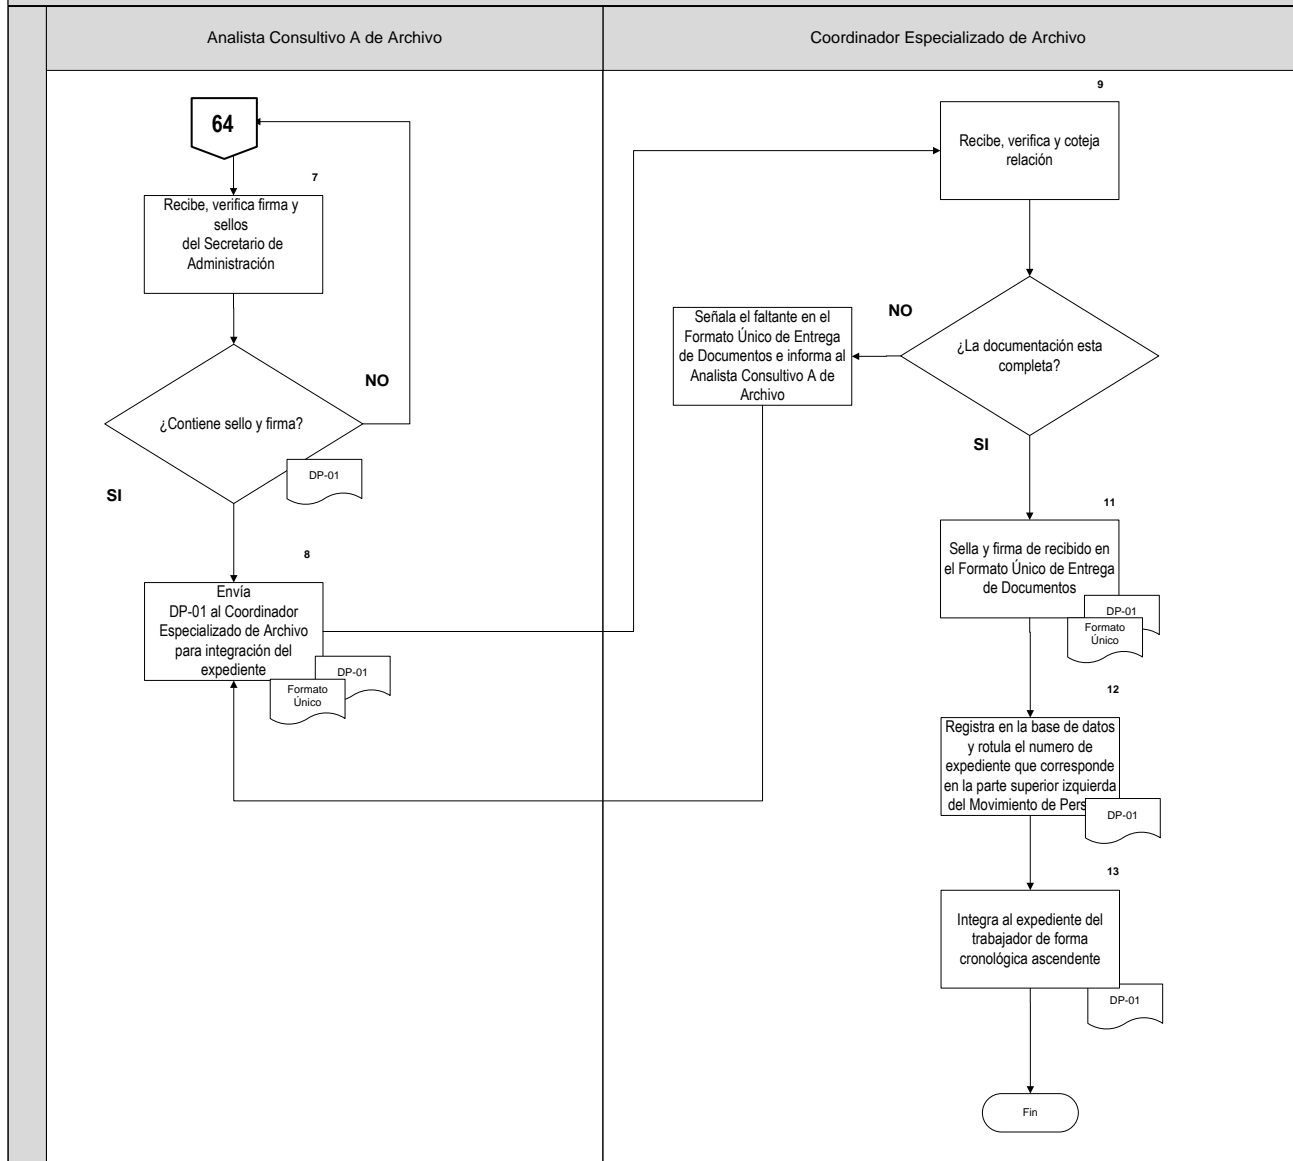 Analista Consultivo A de Archivo
Coordinador Especializado de Archivo
64
7
Recibe, verifica firma y
sellos
del Secretario de
Administración
¿Contiene sello y firma?
NO
DP-01
SI
8
Envía
DP-01 al Coordinador
Especializado de Archivo
para integración del
expediente
DP-01
Formato
Único
9
Recibe, verifica y coteja
relación
¿La documentación esta
completa?
NO
Señala el faltante en el
Formato Único de Entrega
de Documentos e informa al
Analista Consultivo A de
Archivo
SI
11
Sella y firma de recibido en
el Formato Único de Entrega
de Documentos
DP-01
Formato
Único
12
Registra en la base de datos
y rotula el numero de
expediente que corresponde
en la parte superior izquierda
del Movimiento de Pers
DP-01
13
Integra al expediente del
trabajador de forma
cronológica ascendente
DP-01
Fin